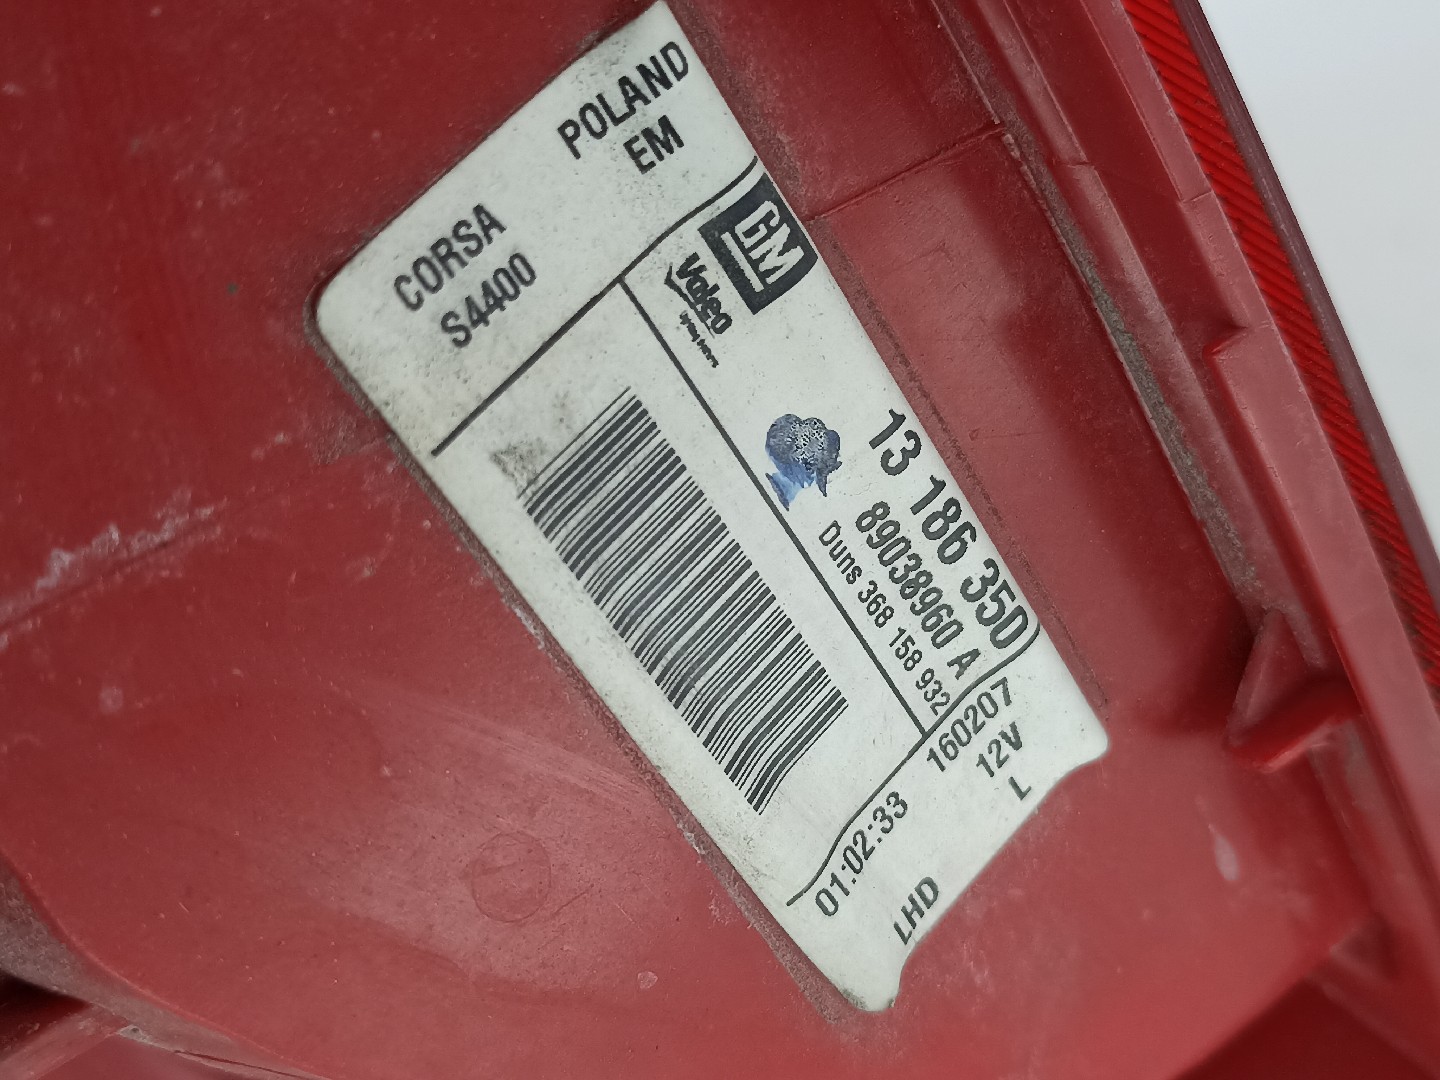 CORSA POLAND
S4400 EM
GM
Valeo
13 186 350
89038960 A
Duns 368 158 932
01:02:33 160207
12V
LHD L